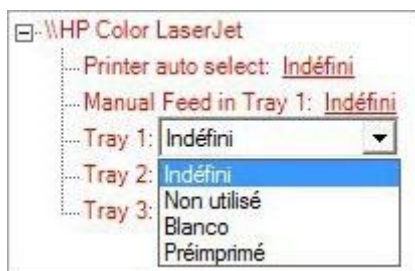 \\HP Color LaserJet
Printer auto select: Indéfini
Manual Feed in Tray 1: Indéfini
Tray 1: Indéfini
Tray 2: Indéfini
Non utilisé
Tray 3: Blanco
Préimprimé